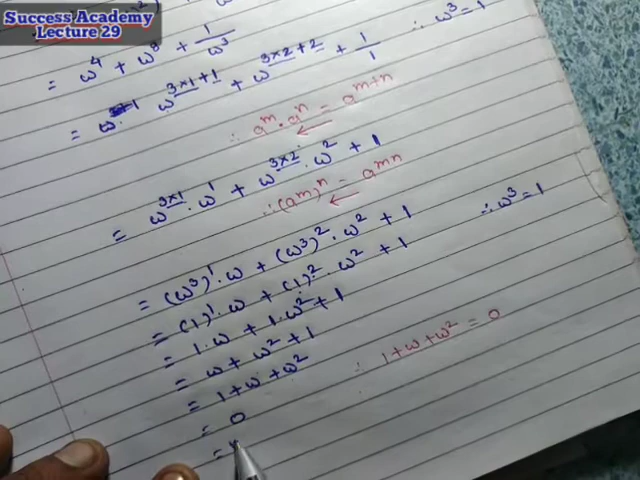 Success Academy
Lecture 29
= ω⁴ + ω⁸ + 1/ω³ ∴ ω³ = 1
= ω^(3×1+1) + ω^(3×2+2) + 1/1
∴ aᵐ · aⁿ = aᵐ⁺ⁿ
←
= ω^(3×1) · ω¹ + ω^(3×2) · ω² + 1
∴ (aᵐ)ⁿ = aᵐⁿ
←
= (ω³)¹ · ω + (ω³)² · ω² + 1 ∴ ω³ = 1
= (1)¹ · ω + (1)² · ω² + 1
= 1 · ω + 1 · ω² + 1
= ω + ω² + 1
= 1 + ω + ω² ∴ 1 + ω + ω² = 0
= 0
=